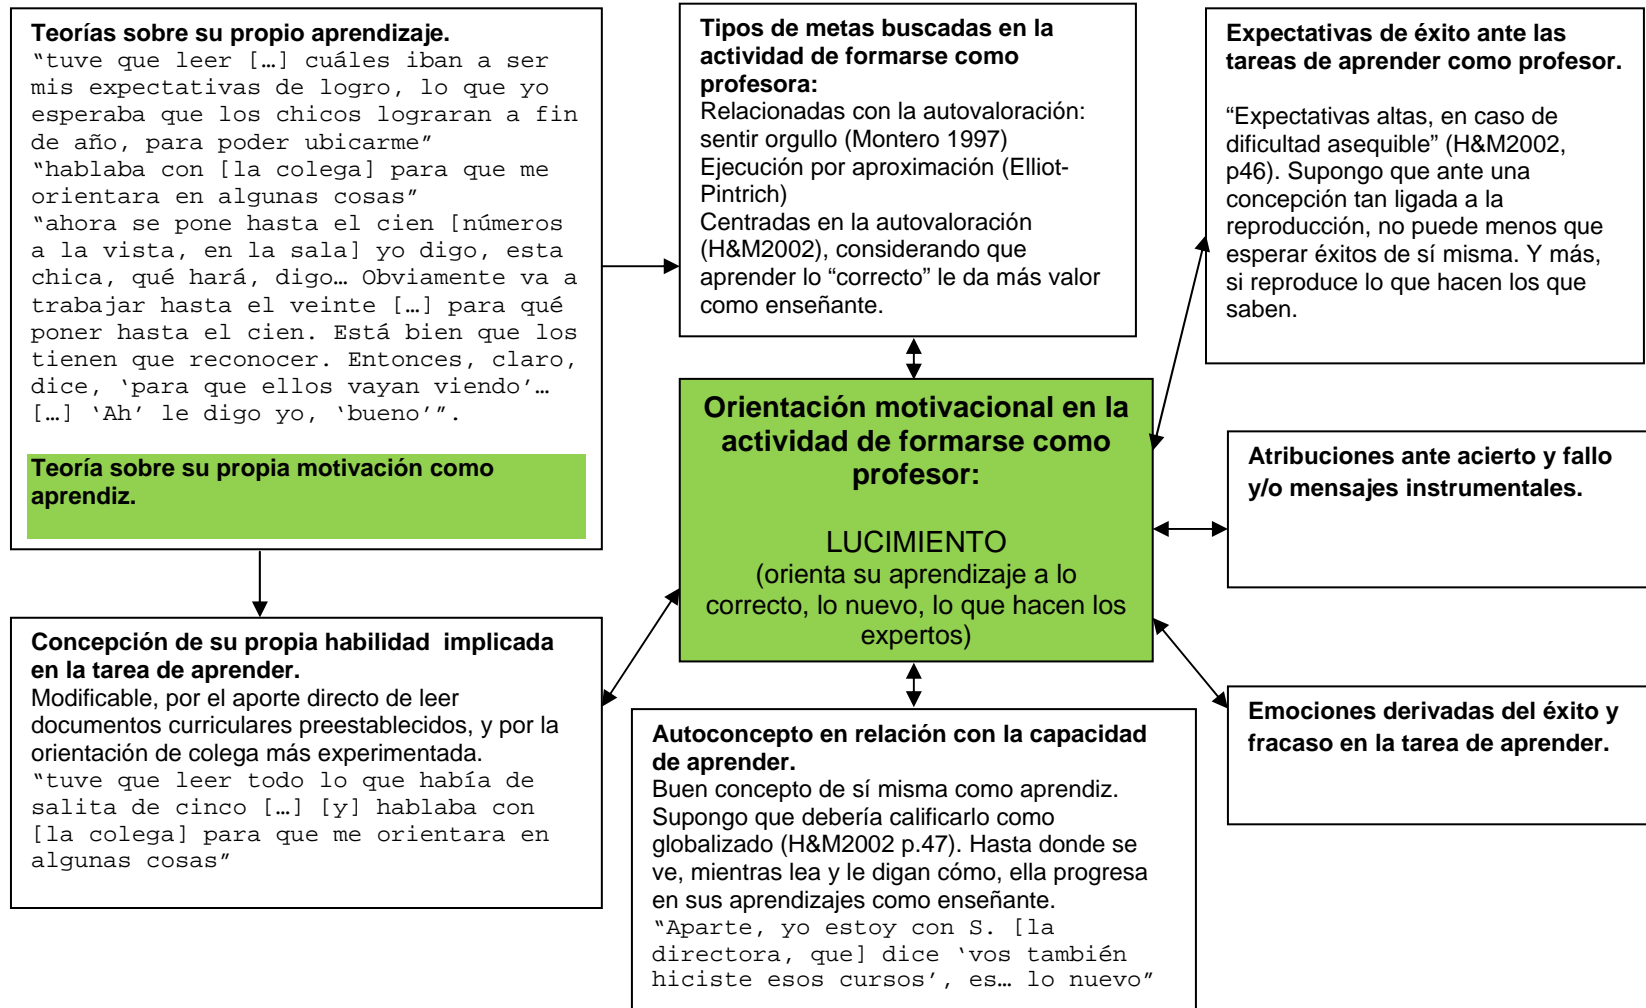 Teorías sobre su propio aprendizaje.
“tuve que leer […] cuáles iban a ser
mis expectativas de logro, lo que yo
esperaba que los chicos lograran a fin
de año, para poder ubicarme”
“hablaba con [la colega] para que me
orientara en algunas cosas”
“ahora se pone hasta el cien [números
a la vista, en la sala] yo digo, esta
chica, qué hará, digo… Obviamente va a
trabajar hasta el veinte […] para qué
poner hasta el cien. Está bien que los
tienen que reconocer. Entonces, claro,
dice, ‘para que ellos vayan viendo’…
[…] ‘Ah’ le digo yo, ‘bueno’”.
Teoría sobre su propia motivación como
aprendiz.
Tipos de metas buscadas en la
actividad de formarse como
profesora:
Relacionadas con la autovaloración:
sentir orgullo (Montero 1997)
Ejecución por aproximación (Elliot-
Pintrich)
Centradas en la autovaloración
(H&M2002), considerando que
aprender lo “correcto” le da más valor
como enseñante.
Expectativas de éxito ante las
tareas de aprender como profesor.
“Expectativas altas, en caso de
dificultad asequible” (H&M2002,
p46). Supongo que ante una
concepción tan ligada a la
reproducción, no puede menos que
esperar éxitos de sí misma. Y más,
si reproduce lo que hacen los que
saben.
Orientación motivacional en la
actividad de formarse como
profesor:
LUCIMIENTO
(orienta su aprendizaje a lo
correcto, lo nuevo, lo que hacen los
expertos)
Atribuciones ante acierto y fallo
y/o mensajes instrumentales.
Concepción de su propia habilidad implicada
en la tarea de aprender.
Modificable, por el aporte directo de leer
documentos curriculares preestablecidos, y por la
orientación de colega más experimentada.
“tuve que leer todo lo que había de
salita de cinco […] [y] hablaba con
[la colega] para que me orientara en
algunas cosas”
Autoconcepto en relación con la capacidad
de aprender.
Buen concepto de sí misma como aprendiz.
Supongo que debería calificarlo como
globalizado (H&M2002 p.47). Hasta donde se
ve, mientras lea y le digan cómo, ella progresa
en sus aprendizajes como enseñante.
“Aparte, yo estoy con S. [la
directora, que] dice ‘vos también
hiciste esos cursos’, es… lo nuevo”
Emociones derivadas del éxito y
fracaso en la tarea de aprender.